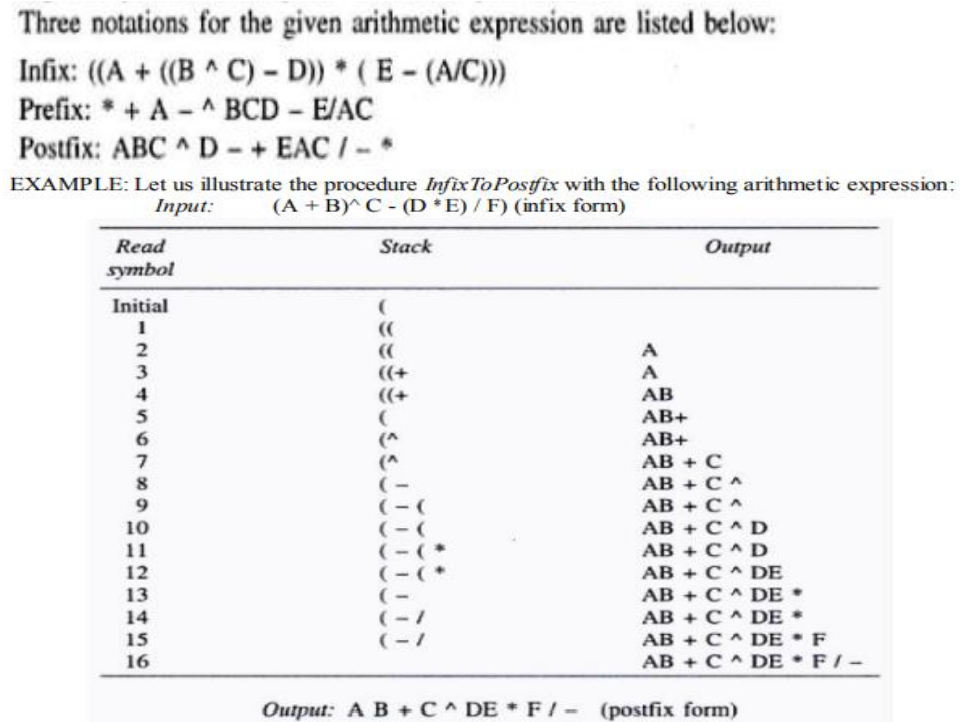 Three notations for the given arithmetic expression are listed below:
Infix: ((A + ((B ^ C) – D)) * ( E – (A/C)))
Prefix: * + A – ^ BCD – E/AC
Postfix: ABC ^ D – + EAC / – *
EXAMPLE: Let us illustrate the procedure InfixToPostfix with the following arithmetic expression:
Input: (A + B)^ C - (D *E) / F) (infix form)
Read symbol Stack Output
Initial (
1 ((
2 (( A
3 ((+ A
4 ((+ AB
5 ( AB+
6 (^ AB+
7 (^ AB + C
8 ( – AB + C ^
9 ( – ( AB + C ^
10 ( – ( AB + C ^ D
11 ( – ( * AB + C ^ D
12 ( – ( * AB + C ^ DE
13 ( – AB + C ^ DE *
14 ( – / AB + C ^ DE *
15 ( – / AB + C ^ DE * F
16 AB + C ^ DE * F / –
Output: A B + C ^ DE * F / – (postfix form)